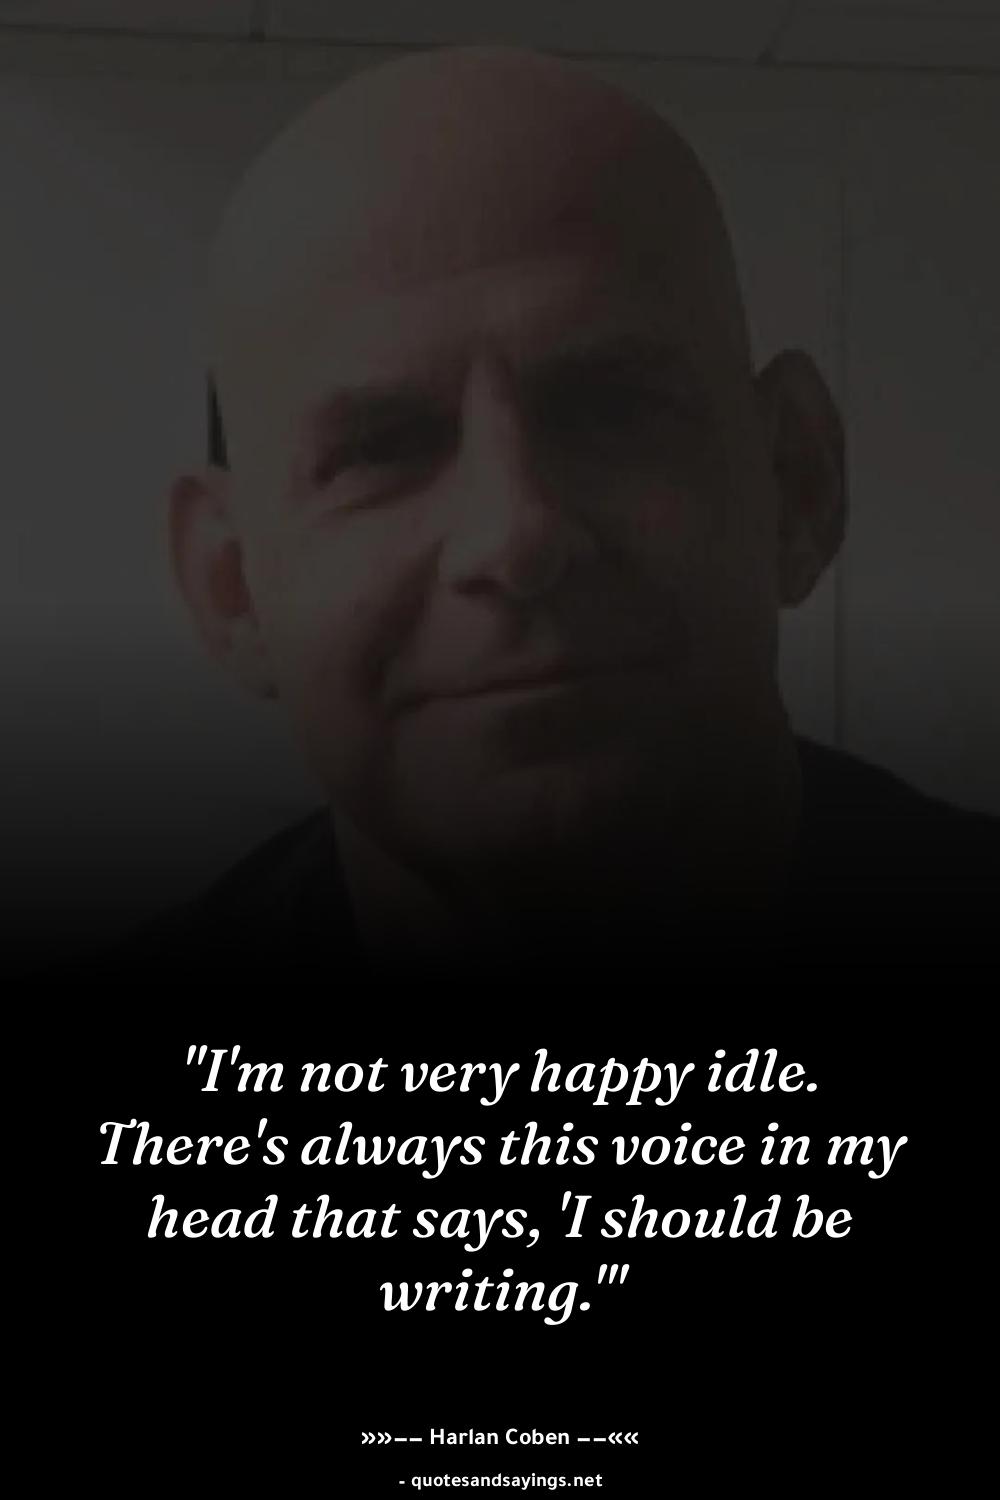 "I'm not very happy idle.
There's always this voice in my
head that says, 'I should be
writing.'"
»»–– Harlan Coben ––««
- quotesandsayings.net